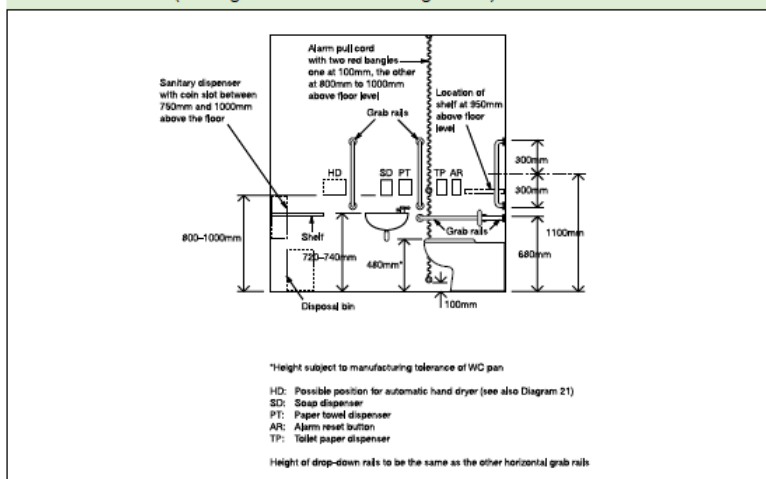 Alarm pull cord
with two red bangles
one at 100mm, the other
at 800mm to 1000mm
above floor level
Sanitary dispenser
with coin slot between
750mm and 1000mm
above the floor
Location of
shelf at 950mm
above floor
level
Grab rails
300mm
HD
SD
PT
TP
AR
300mm
800–1000mm
Shelf
720–740mm
480mm*
Grab rails
1100mm
680mm
100mm
Disposal bin
*Height subject to manufacturing tolerance of WC pan
HD: Possible position for automatic hand dryer (see also Diagram 21)
SD: Soap dispenser
PT: Paper towel dispenser
AR: Alarm reset button
TP: Toilet paper dispenser
Height of drop-down rails to be the same as the other horizontal grab rails